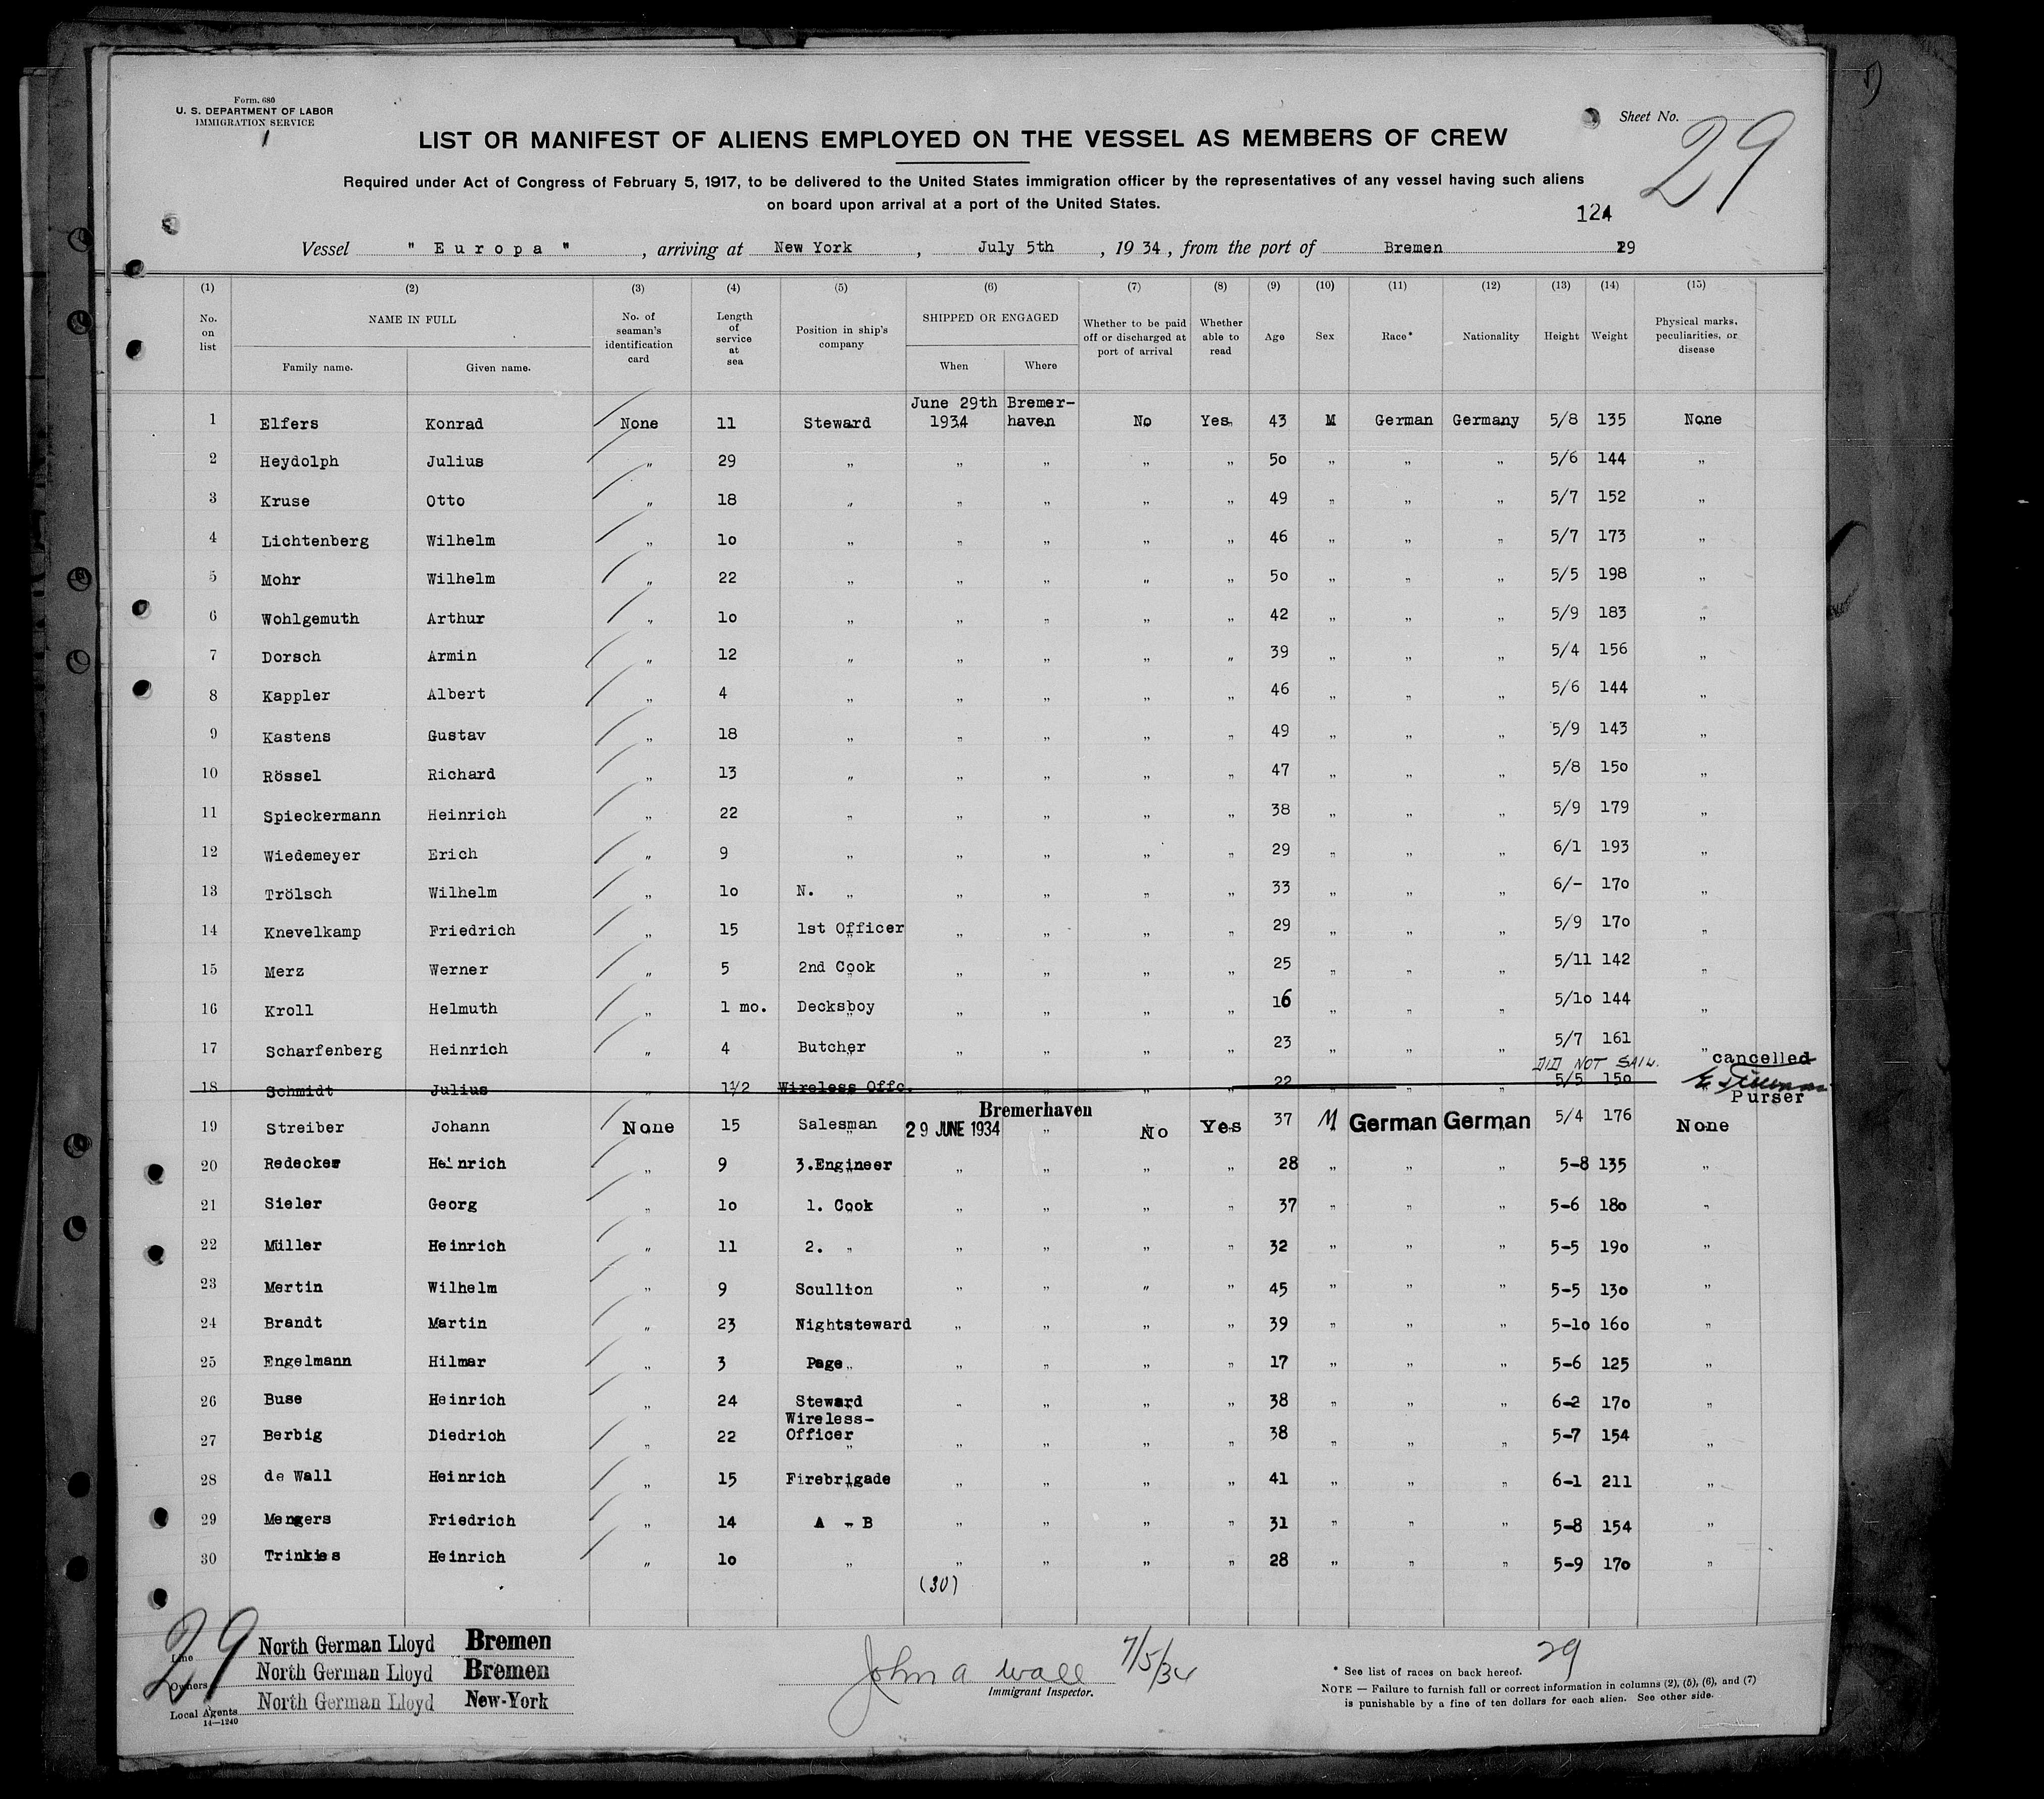 Form. 680
U. S. DEPARTMENT OF LABOR
IMMIGRATION SERVICE
1
Sheet No. 29
LIST OR MANIFEST OF ALIENS EMPLOYED ON THE VESSEL AS MEMBERS OF CREW
Required under Act of Congress of February 5, 1917, to be delivered to the United States immigration officer by the representatives of any vessel having such aliens
on board upon arrival at a port of the United States.
124
Vessel " Europa " , arriving at New York , July 5th , 1934 , from the port of Bremen 29
(1) (2) (3) (4) (5) (6) (7) (8) (9) (10) (11) (12) (13) (14) (15)
No. on list NAME IN FULL Family name. Given name. No. of seaman's identification card Length of service at sea Position in ship's company SHIPPED OR ENGAGED When Where Whether to be paid off or discharged at port of arrival Whether able to read Age Sex Race* Nationality Height Weight Physical marks, peculiarities, or disease
1 Elfers Konrad None 11 Steward June 29th 1934 Bremer-haven No Yes 43 M German Germany 5/8 135 None
2 Heydolph Julius " 29 " " " " " 50 " " " 5/6 144 "
3 Kruse Otto " 18 " " " " " 49 " " " 5/7 152 "
4 Lichtenberg Wilhelm " 10 " " " " " 46 " " " 5/7 173 "
5 Mohr Wilhelm " 22 " " " " " 50 " " " 5/5 198 "
6 Wohlgemuth Arthur " 10 " " " " " 42 " " " 5/9 183 "
7 Dorsch Armin " 12 " " " " " 39 " " " 5/4 156 "
8 Kappler Albert " 4 " " " " " 46 " " " 5/6 144 "
9 Kastens Gustav " 18 " " " " " 49 " " " 5/9 143 "
10 Rössel Richard " 13 " " " " " 47 " " " 5/8 150 "
11 Spieckermann Heinrich " 22 " " " " " 38 " " " 5/9 179 "
12 Wiedemeyer Erich " 9 " " " " " 29 " " " 6/1 193 "
13 Trölsch Wilhelm " 10 N. " " " " " 33 " " " 6/- 170 "
14 Knevelkamp Friedrich " 15 1st Officer " " " " 29 " " " 5/9 170 "
15 Merz Werner " 5 2nd Cook " " " " 25 " " " 5/11 142 "
16 Kroll Helmuth " 1 mo. Decksboy " " " " 16 " " " 5/10 144 "
17 Scharfenberg Heinrich " 4 Butcher " " " " 23 " " " 5/7 161 "
DID NOT SAIL. cancelled
18 Schmidt Julius " 1 1/2 Wireless Offc. " " " " 22 " " " 5/5 150
Purser
19 Streiber Johann None 15 Salesman 29 JUNE 1934 Bremerhaven No Yes 37 M German German 5/4 176 None
20 Redecker Heinrich " 9 3.Engineer " " " " 28 " " " 5-8 135 "
21 Sieler Georg " 10 1. Cook " " " " 37 " " " 5-6 180 "
22 Müller Heinrich " 11 2. " " " " " 32 " " " 5-5 190 "
23 Mertin Wilhelm " 9 Scullion " " " " 45 " " " 5-5 130 "
24 Brandt Martin " 23 Nightsteward " " " " 39 " " " 5-10 160 "
25 Engelmann Hilmar " 3 Page " " " " 17 " " " 5-6 125 "
26 Buse Heinrich " 24 Steward " " " " 38 " " " 6-2 170 "
27 Berbig Diedrich " 22 Wireless-Officer " " " " 38 " " " 5-7 154 "
28 de Wall Heinrich " 15 Firebrigade " " " " 41 " " " 6-1 211 "
29 Mengers Friedrich " 14 A - B " " " " 31 " " " 5-8 154 "
30 Trinkies Heinrich " 10 " " " " " 28 " " " 5-9 170 "
(30)
29
Line North German Lloyd Bremen
Owners North German Lloyd Bremen
Local Agents North German Lloyd New-York
14—1240
John A Wall 7/5/34
Immigrant Inspector.
29
* See list of races on back hereof.
NOTE — Failure to furnish full or correct information in columns (2), (5), (6), and (7)
is punishable by a fine of ten dollars for each alien. See other side.